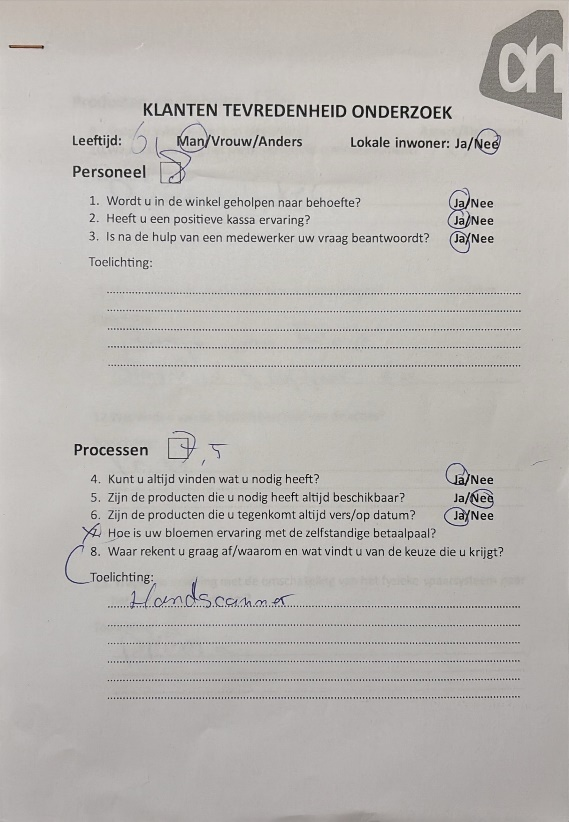 ah
KLANTEN TEVREDENHEID ONDERZOEK
Leeftijd: 61 Man/Vrouw/Anders Lokale inwoner: Ja/Nee
Personeel 8
1. Wordt u in de winkel geholpen naar behoefte? Ja/Nee
2. Heeft u een positieve kassa ervaring? Ja/Nee
3. Is na de hulp van een medewerker uw vraag beantwoordt? Ja/Nee
Toelichting:
Processen 7,5
4. Kunt u altijd vinden wat u nodig heeft? Ja/Nee
5. Zijn de producten die u nodig heeft altijd beschikbaar? Ja/Nee
6. Zijn de producten die u tegenkomt altijd vers/op datum? Ja/Nee
7. Hoe is uw bloemen ervaring met de zelfstandige betaalpaal?
8. Waar rekent u graag af/waarom en wat vindt u van de keuze die u krijgt?
Toelichting:
Handscanner